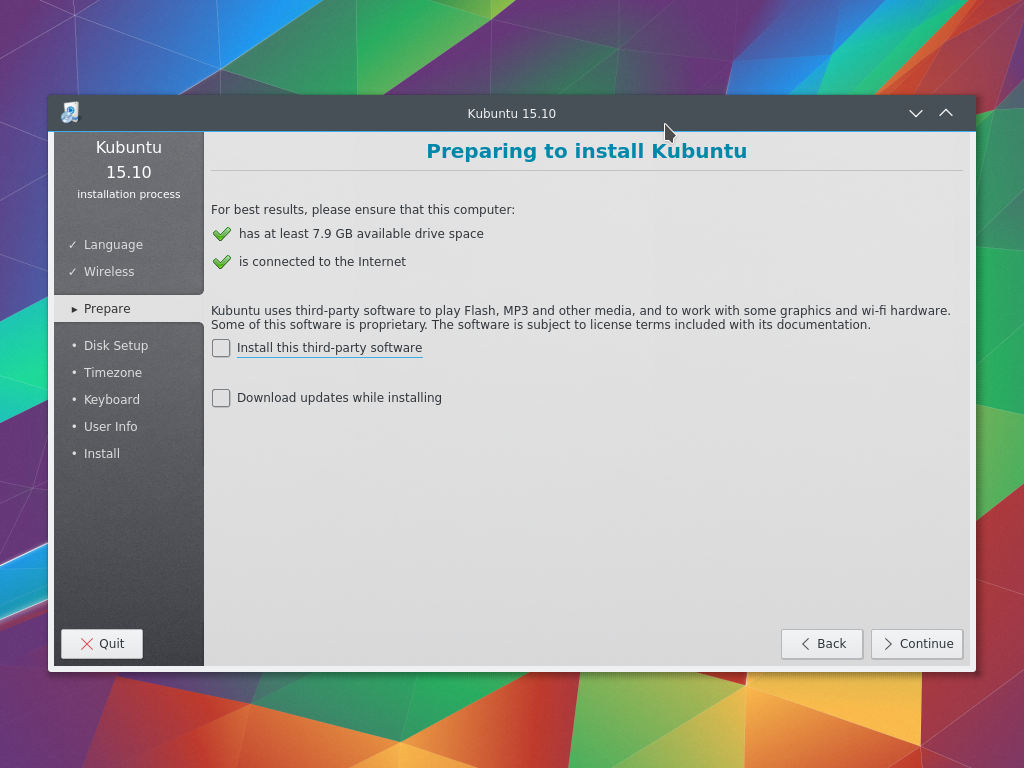 Kubuntu 15.10
Kubuntu
15.10
installation process
✓ Language
✓ Wireless
▸ Prepare
• Disk Setup
• Timezone
• Keyboard
• User Info
• Install
Quit
Preparing to install Kubuntu
For best results, please ensure that this computer:
has at least 7.9 GB available drive space
is connected to the Internet
Kubuntu uses third-party software to play Flash, MP3 and other media, and to work with some graphics and wi-fi hardware.
Some of this software is proprietary. The software is subject to license terms included with its documentation.
Install this third-party software
Download updates while installing
Back
Continue